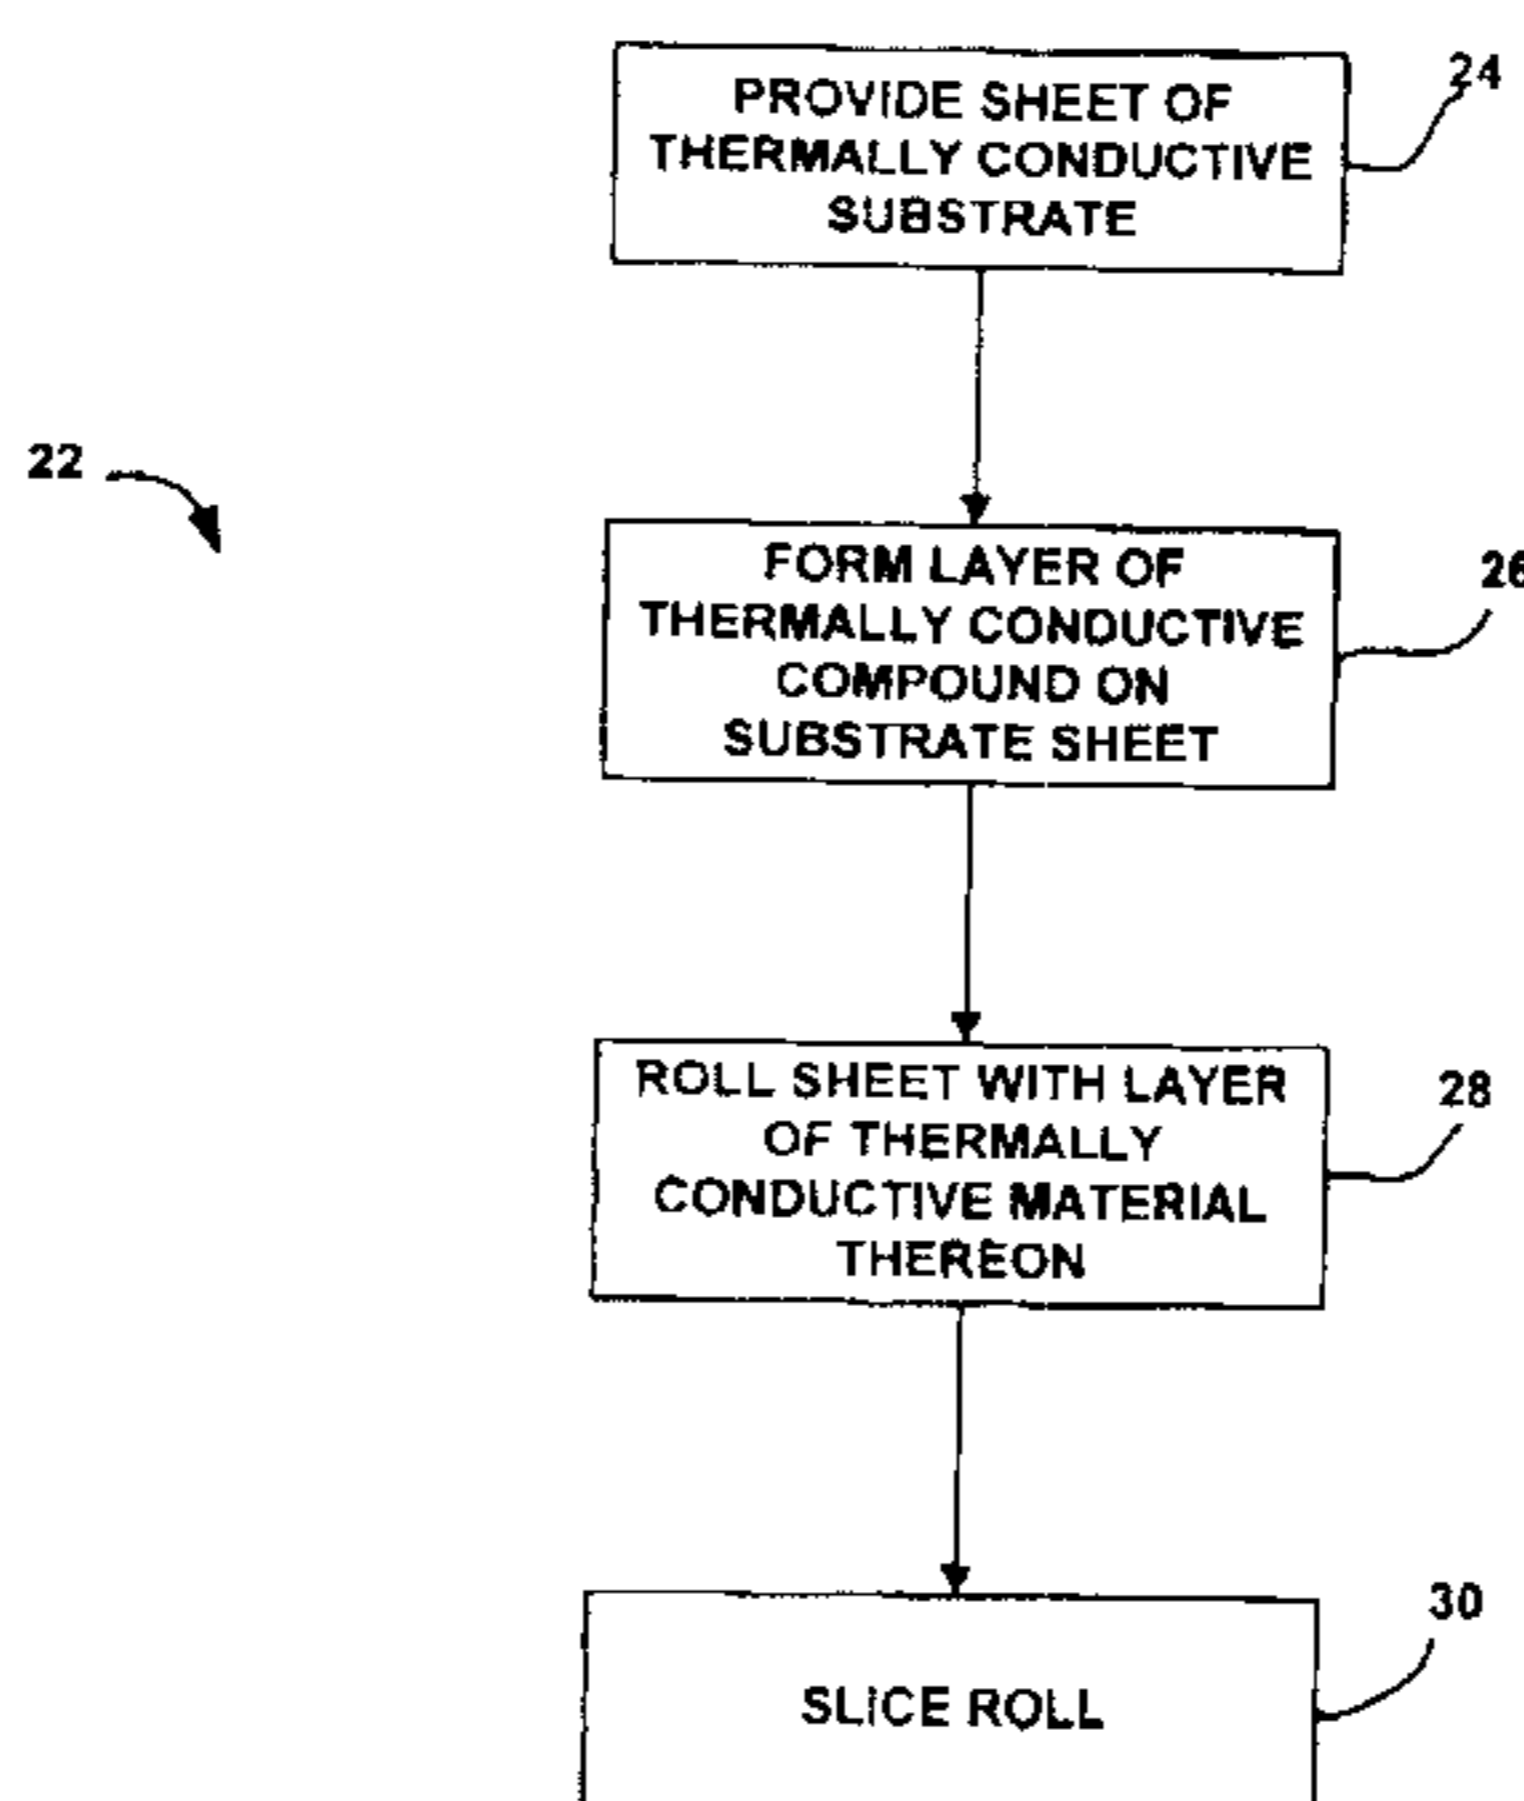 PROVIDE SHEET OF
THERMALLY CONDUCTIVE
SUBSTRATE
24
22
FORM LAYER OF
THERMALLY CONDUCTIVE
COMPOUND ON
SUBSTRATE SHEET
26
ROLL SHEET WITH LAYER
OF THERMALLY
CONDUCTIVE MATERIAL
THEREON
28
SLICE ROLL
30